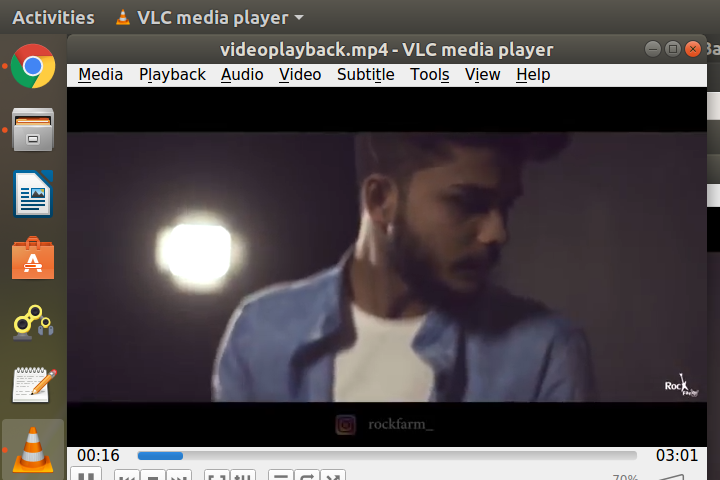 Activities VLC media player
videoplayback.mp4 - VLC media player
Media Playback Audio Video Subtitle Tools View Help
Rock
rockfarm_
00:16 03:01
70%